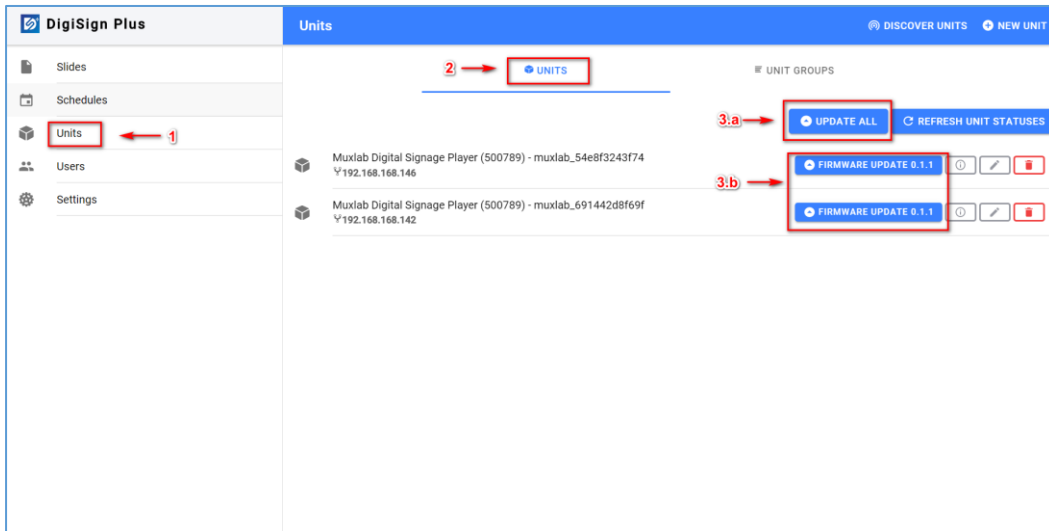 DigiSign Plus
Units
DISCOVER UNITS
NEW UNIT
Slides
Schedules
Units
1
Users
Settings
2
UNITS
UNIT GROUPS
3.a
UPDATE ALL
REFRESH UNIT STATUSES
Muxlab Digital Signage Player (500789) - muxlab_54e8f3243f74
192.168.168.146
FIRMWARE UPDATE 0.1.1
3.b
Muxlab Digital Signage Player (500789) - muxlab_691442d8f69f
192.168.168.142
FIRMWARE UPDATE 0.1.1